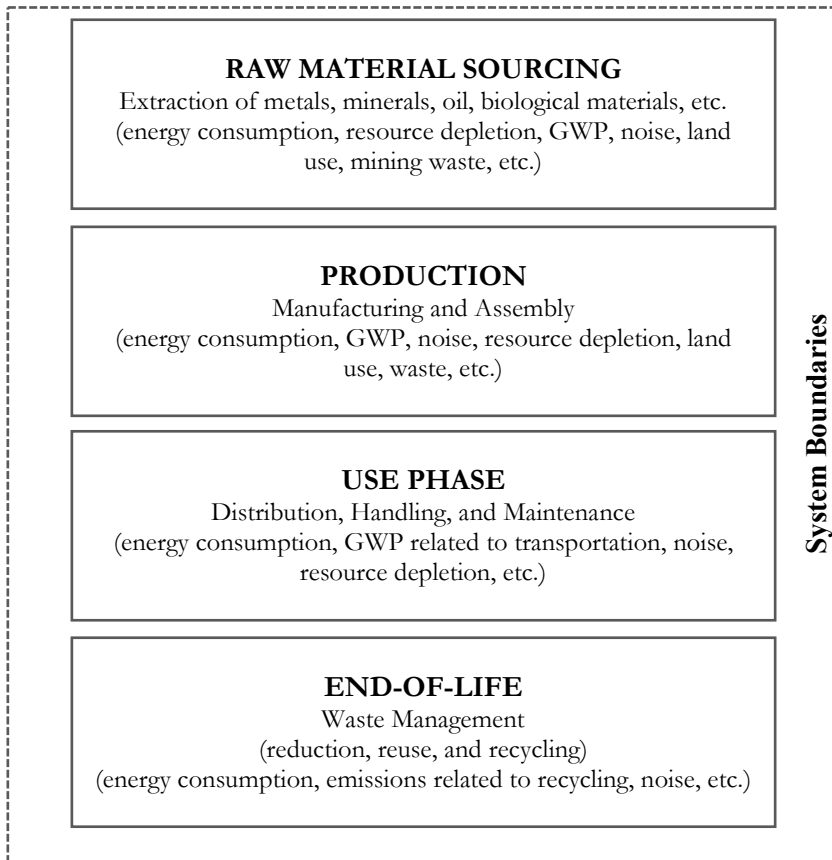 RAW MATERIAL SOURCING
Extraction of metals, minerals, oil, biological materials, etc.
(energy consumption, resource depletion, GWP, noise, land
use, mining waste, etc.)
PRODUCTION
Manufacturing and Assembly
(energy consumption, GWP, noise, resource depletion, land
use, waste, etc.)
USE PHASE
Distribution, Handling, and Maintenance
(energy consumption, GWP related to transportation, noise,
resource depletion, etc.)
END-OF-LIFE
Waste Management
(reduction, reuse, and recycling)
(energy consumption, emissions related to recycling, noise, etc.)
System Boundaries